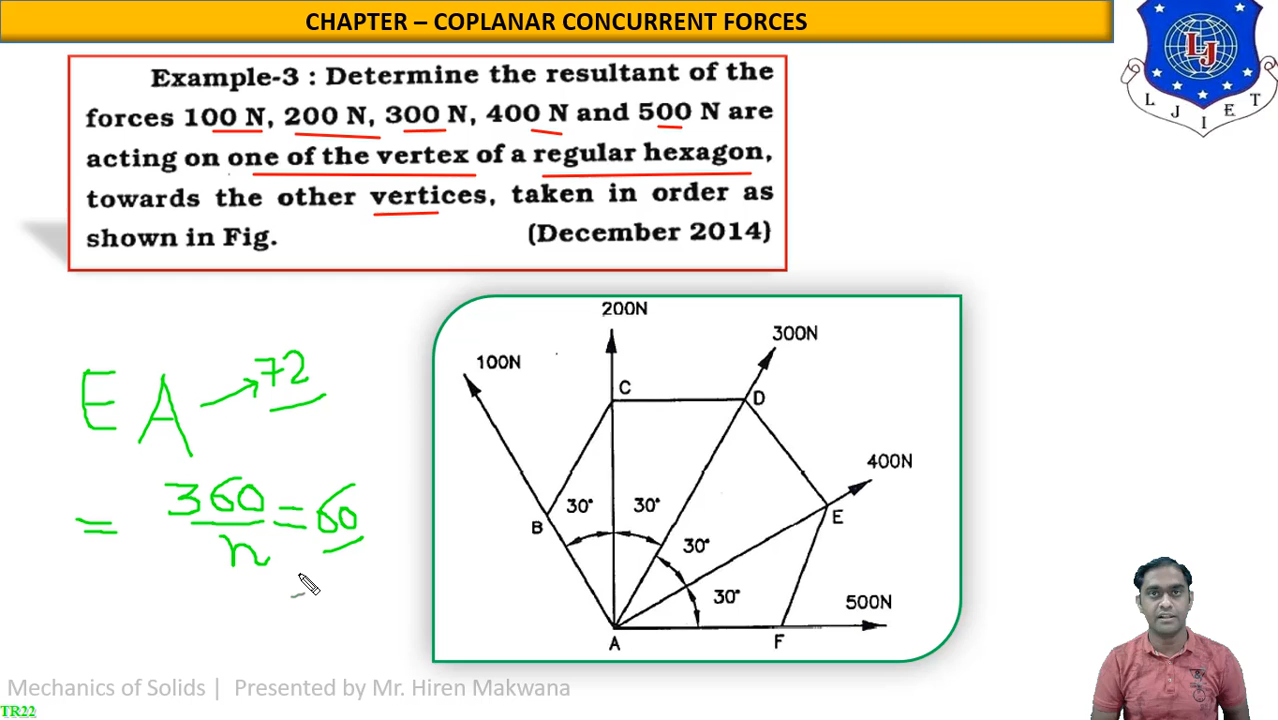 CHAPTER – COPLANAR CONCURRENT FORCES
LJ
L J I E T
Example-3 : Determine the resultant of the
forces 100 N, 200 N, 300 N, 400 N and 500 N are
acting on one of the vertex of a regular hexagon,
towards the other vertices, taken in order as
shown in Fig. (December 2014)
EA → 72
= 360/n = 60
200N
300N
100N
C
D
400N
30° 30°
B
E
30°
30°
500N
A
F
Mechanics of Solids | Presented by Mr. Hiren Makwana
TR22